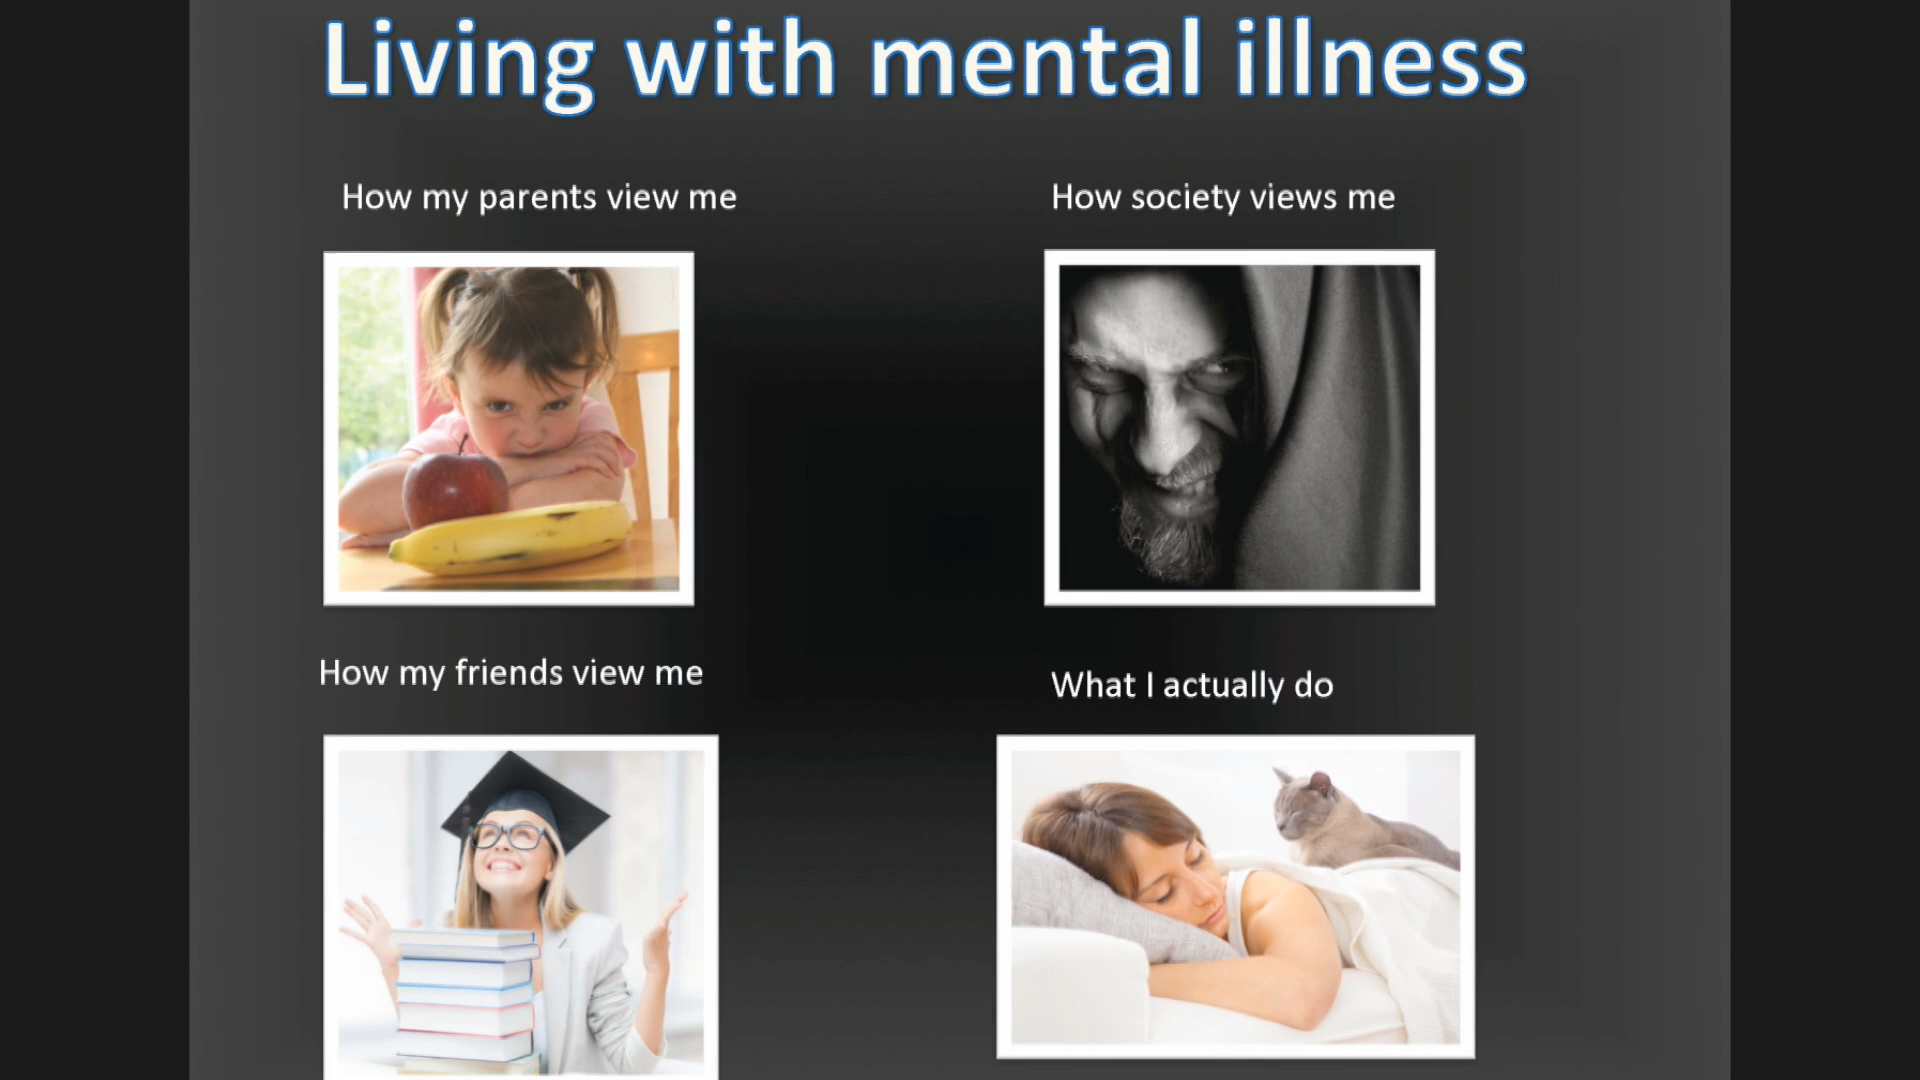 Living with mental illness
How my parents view me
How society views me
How my friends view me
What I actually do